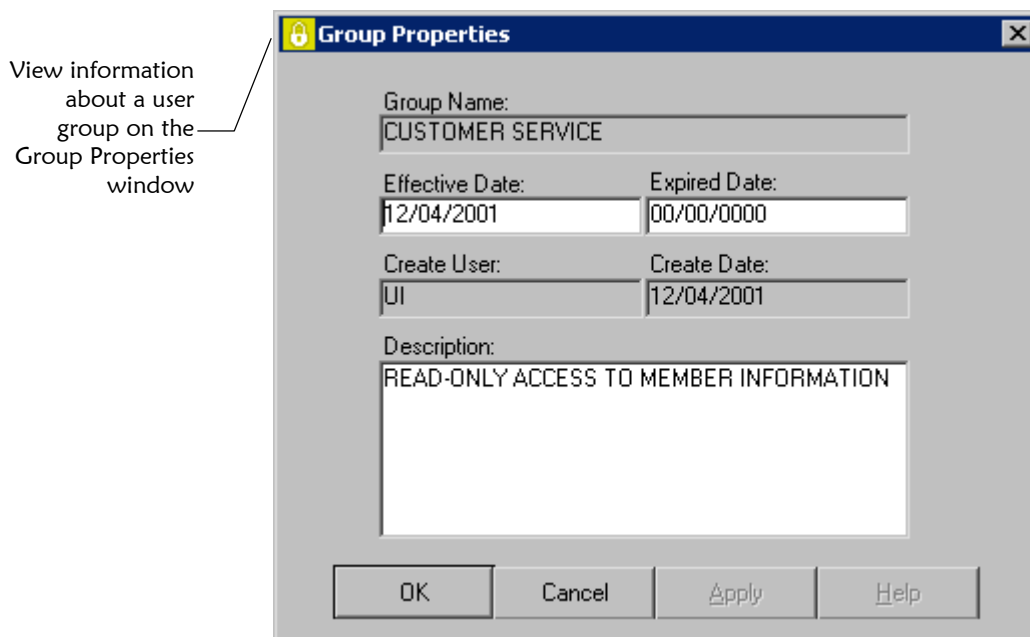 View information
about a user
group on the
Group Properties
window
Group Properties
Group Name:
CUSTOMER SERVICE
Effective Date: Expired Date:
12/04/2001 00/00/0000
Create User: Create Date:
UI 12/04/2001
Description:
READ-ONLY ACCESS TO MEMBER INFORMATION
OK Cancel Apply Help